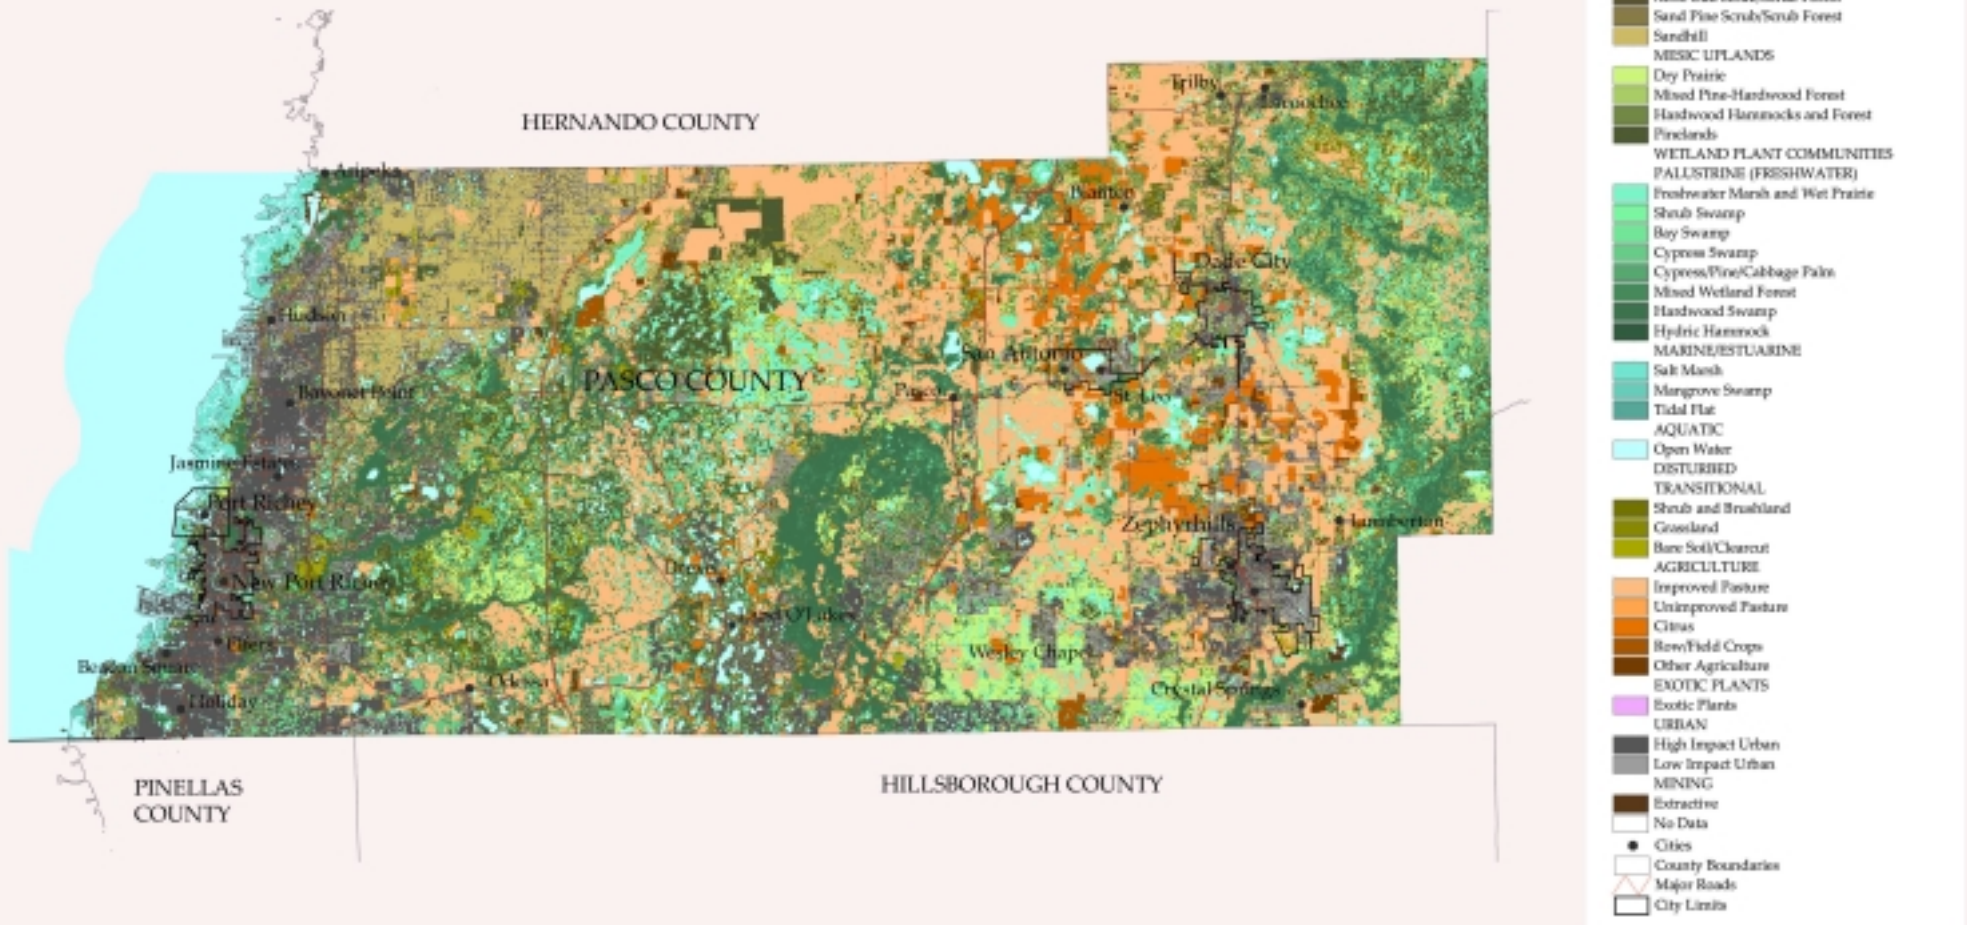 HERNANDO COUNTY
Trilby
Lacoochee
Aripeka
Blanton
Dade City
Hudson
San Antonio
PASCO COUNTY
Bayonet Point
Pasco
St. Leo
Jasmine Estates
Port Richey
Zephyrhills
Lumberton
Drexel
New Port Richey
Land O'Lakes
Elfers
Wesley Chapel
Beacon Square
Odessa
Crystal Springs
Holiday
PINELLAS
COUNTY
HILLSBOROUGH COUNTY
Sand Pine Scrub/Scrub Forest
Sandhill
MESIC UPLANDS
Dry Prairie
Mixed Pine-Hardwood Forest
Hardwood Hammocks and Forest
Pinelands
WETLAND PLANT COMMUNITIES
PALUSTRINE (FRESHWATER)
Freshwater Marsh and Wet Prairie
Shrub Swamp
Bay Swamp
Cypress Swamp
Cypress/Pine/Cabbage Palm
Mixed Wetland Forest
Hardwood Swamp
Hydric Hammock
MARINE/ESTUARINE
Salt Marsh
Mangrove Swamp
Tidal Flat
AQUATIC
Open Water
DISTURBED
TRANSITIONAL
Shrub and Brushland
Grassland
Bare Soil/Clearcut
AGRICULTURE
Improved Pasture
Unimproved Pasture
Citrus
Row/Field Crops
Other Agriculture
EXOTIC PLANTS
Exotic Plants
URBAN
High Impact Urban
Low Impact Urban
MINING
Extractive
No Data
Cities
County Boundaries
Major Roads
City Limits